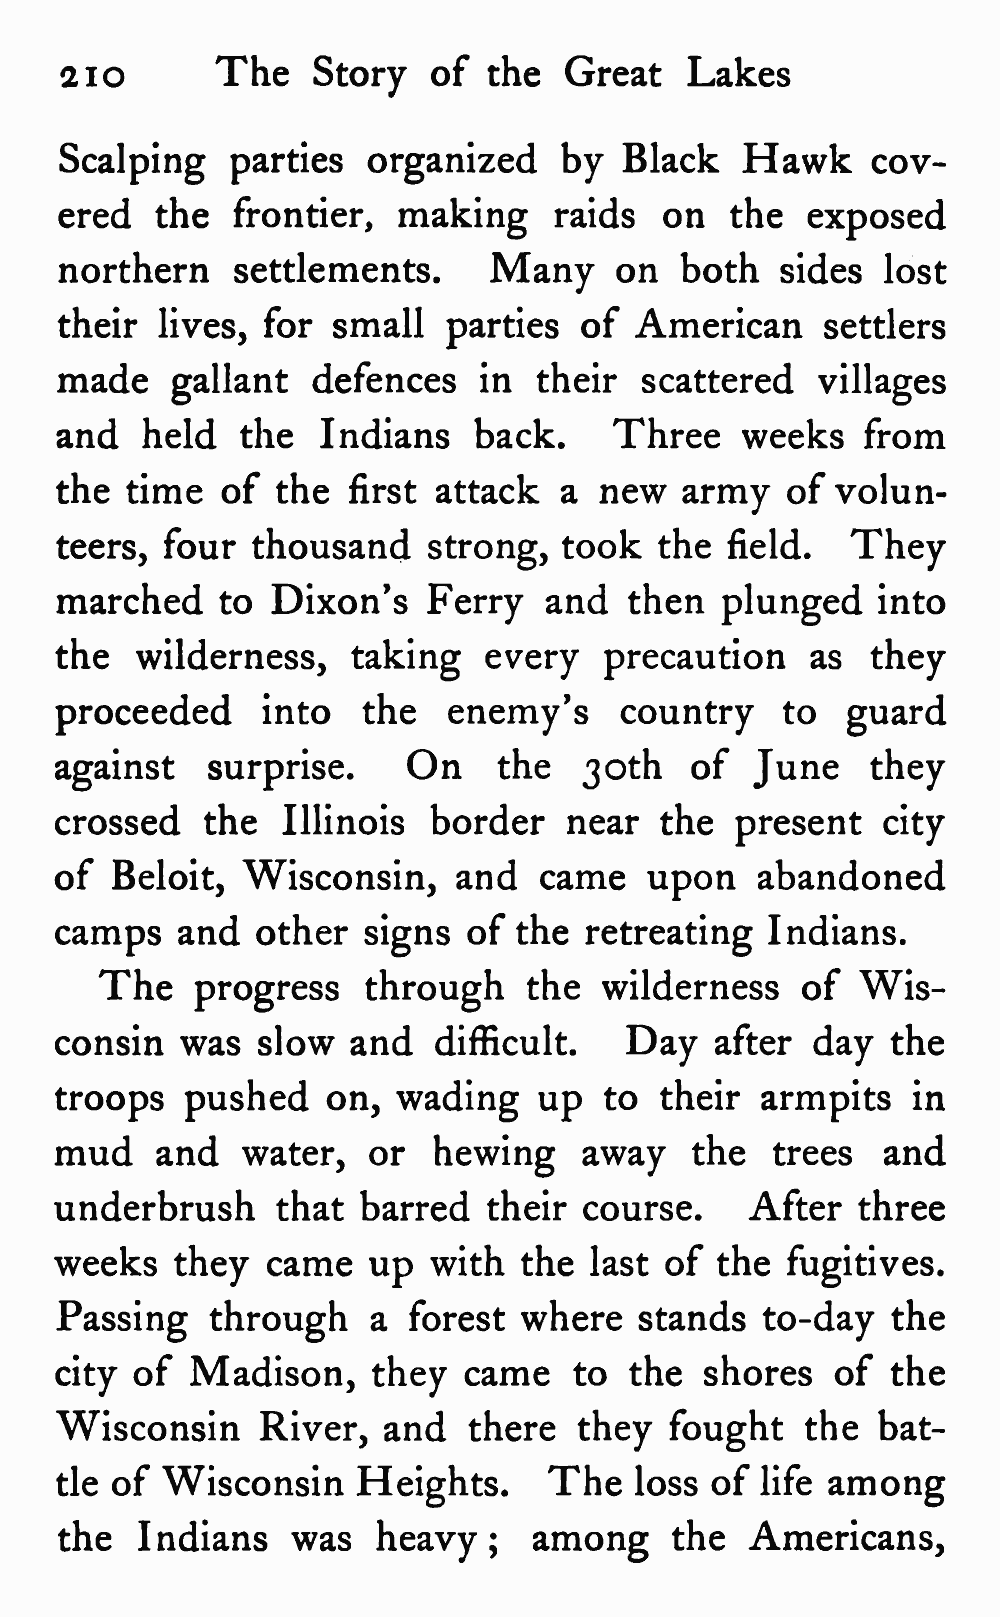 210 The Story of the Great Lakes
Scalping parties organized by Black Hawk cov-
ered the frontier, making raids on the exposed
northern settlements. Many on both sides lost
their lives, for small parties of American settlers
made gallant defences in their scattered villages
and held the Indians back. Three weeks from
the time of the first attack a new army of volun-
teers, four thousand strong, took the field. They
marched to Dixon's Ferry and then plunged into
the wilderness, taking every precaution as they
proceeded into the enemy's country to guard
against surprise. On the 30th of June they
crossed the Illinois border near the present city
of Beloit, Wisconsin, and came upon abandoned
camps and other signs of the retreating Indians.
The progress through the wilderness of Wis-
consin was slow and difficult. Day after day the
troops pushed on, wading up to their armpits in
mud and water, or hewing away the trees and
underbrush that barred their course. After three
weeks they came up with the last of the fugitives.
Passing through a forest where stands to-day the
city of Madison, they came to the shores of the
Wisconsin River, and there they fought the bat-
tle of Wisconsin Heights. The loss of life among
the Indians was heavy; among the Americans,